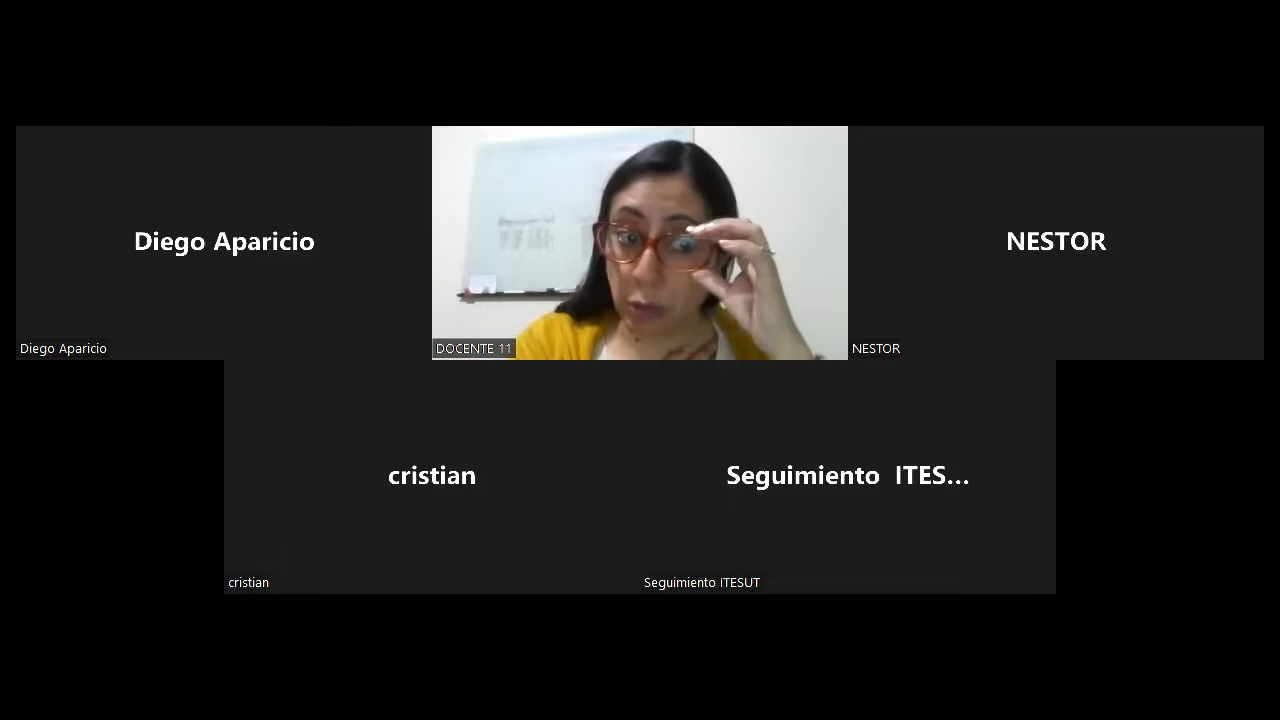 Diego Aparicio
NESTOR
Diego Aparicio
DOCENTE 11
NESTOR
cristian
Seguimiento ITES...
cristian
Seguimiento ITESUT